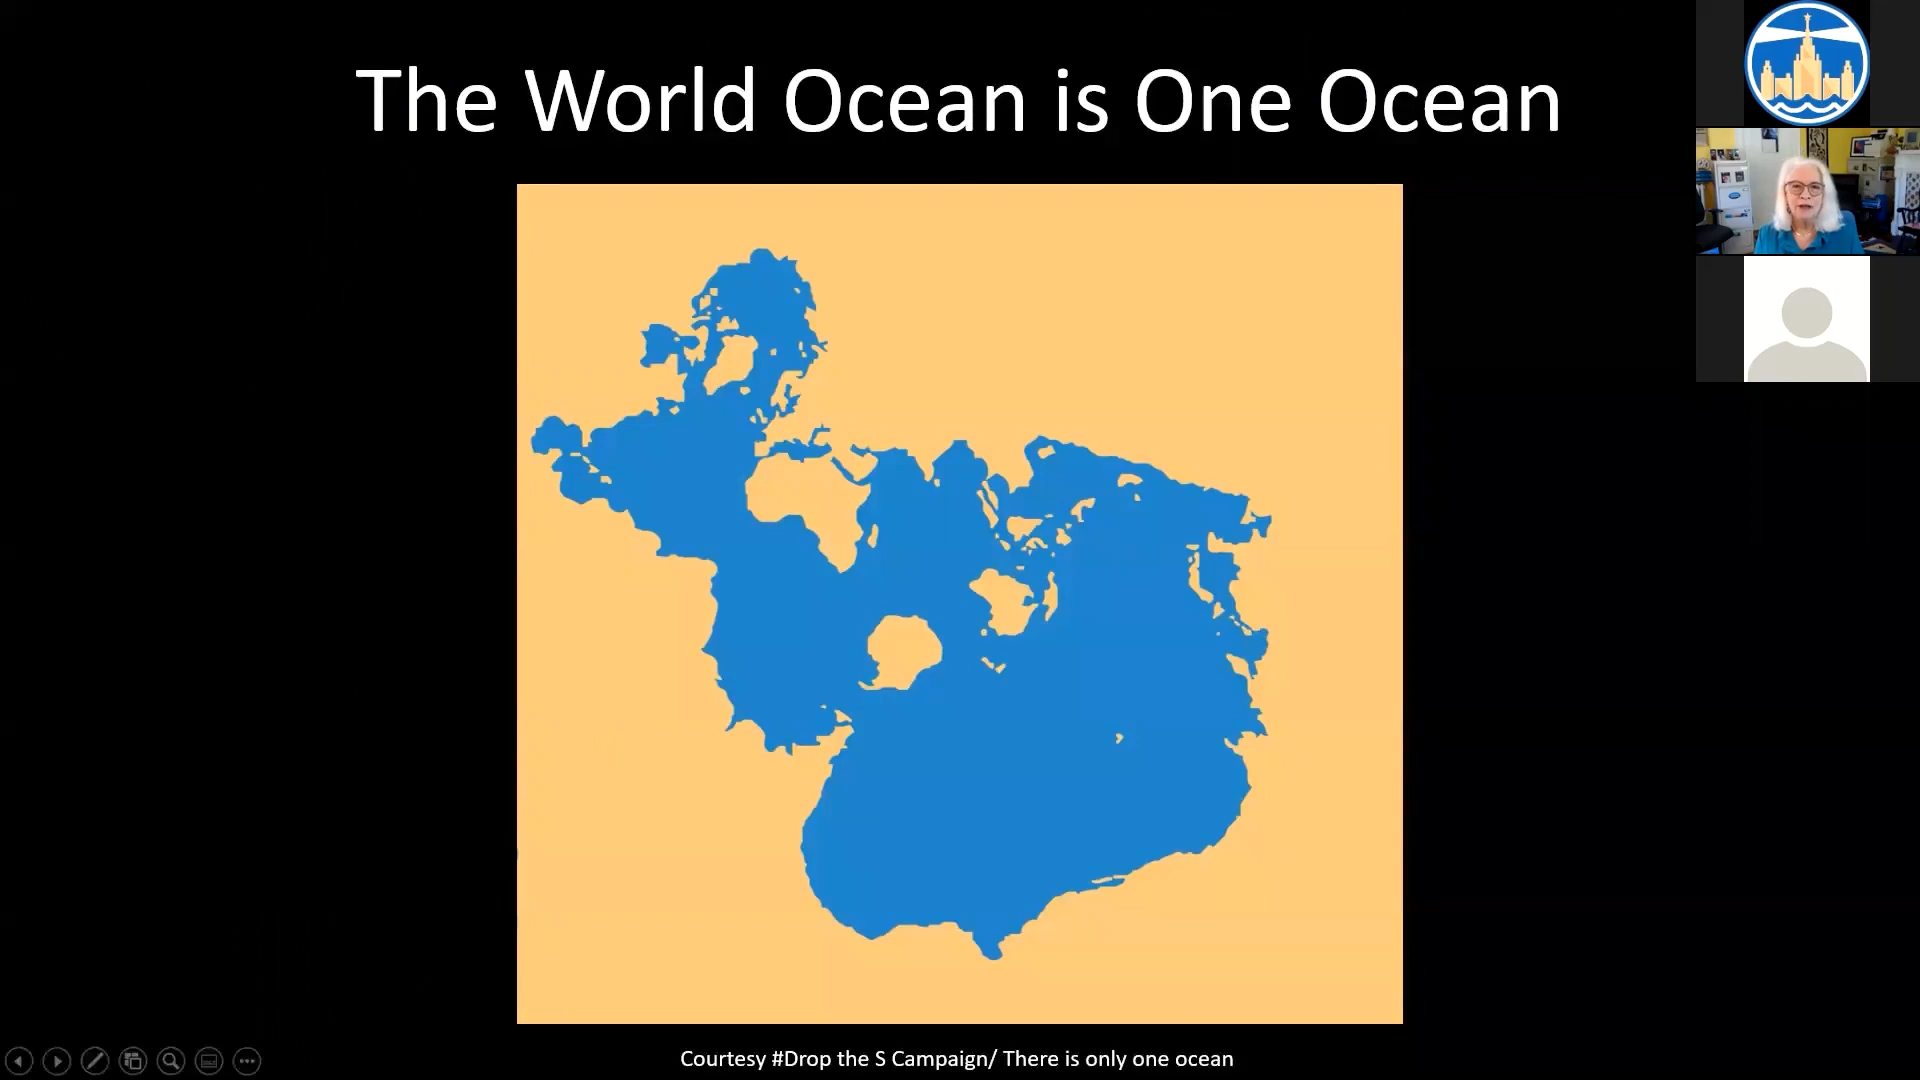 The World Ocean is One Ocean
Courtesy #Drop the S Campaign/ There is only one ocean